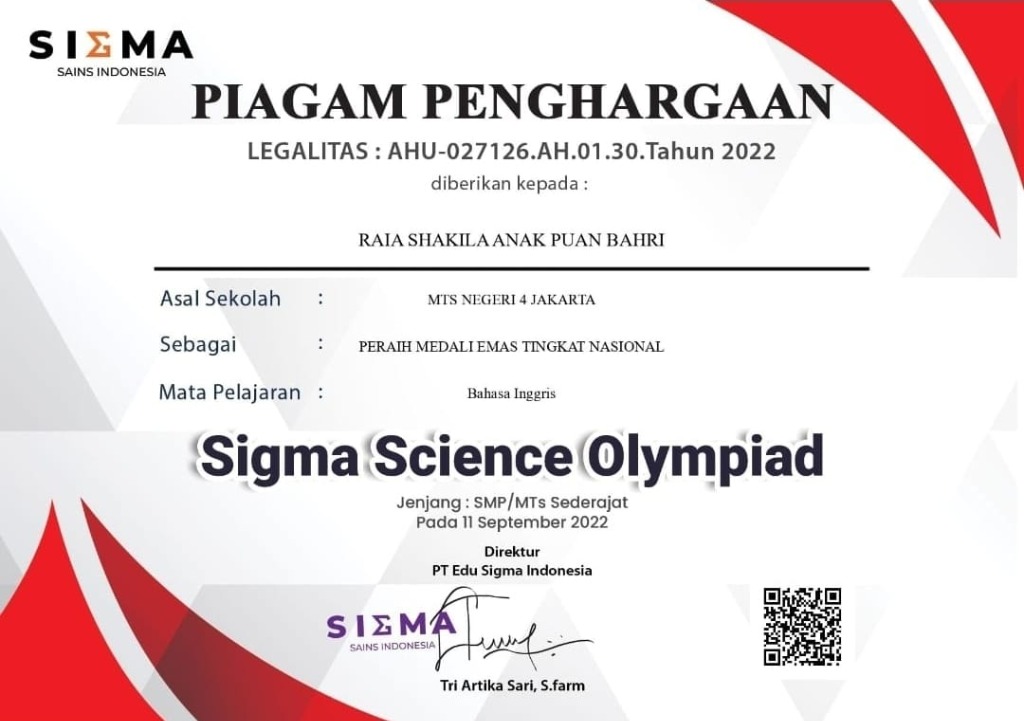 SIΣMA
SAINS INDONESIA
PIAGAM PENGHARGAAN
LEGALITAS : AHU-027126.AH.01.30.Tahun 2022
diberikan kepada :
RAIA SHAKILA ANAK PUAN BAHRI
Asal Sekolah : MTS NEGERI 4 JAKARTA
Sebagai : PERAIH MEDALI EMAS TINGKAT NASIONAL
Mata Pelajaran : Bahasa Inggris
Sigma Science Olympiad
Jenjang : SMP/MTs Sederajat
Pada 11 September 2022
Direktur
PT Edu Sigma Indonesia
SIΣMA
SAINS INDONESIA
Tri Artika Sari, S.farm